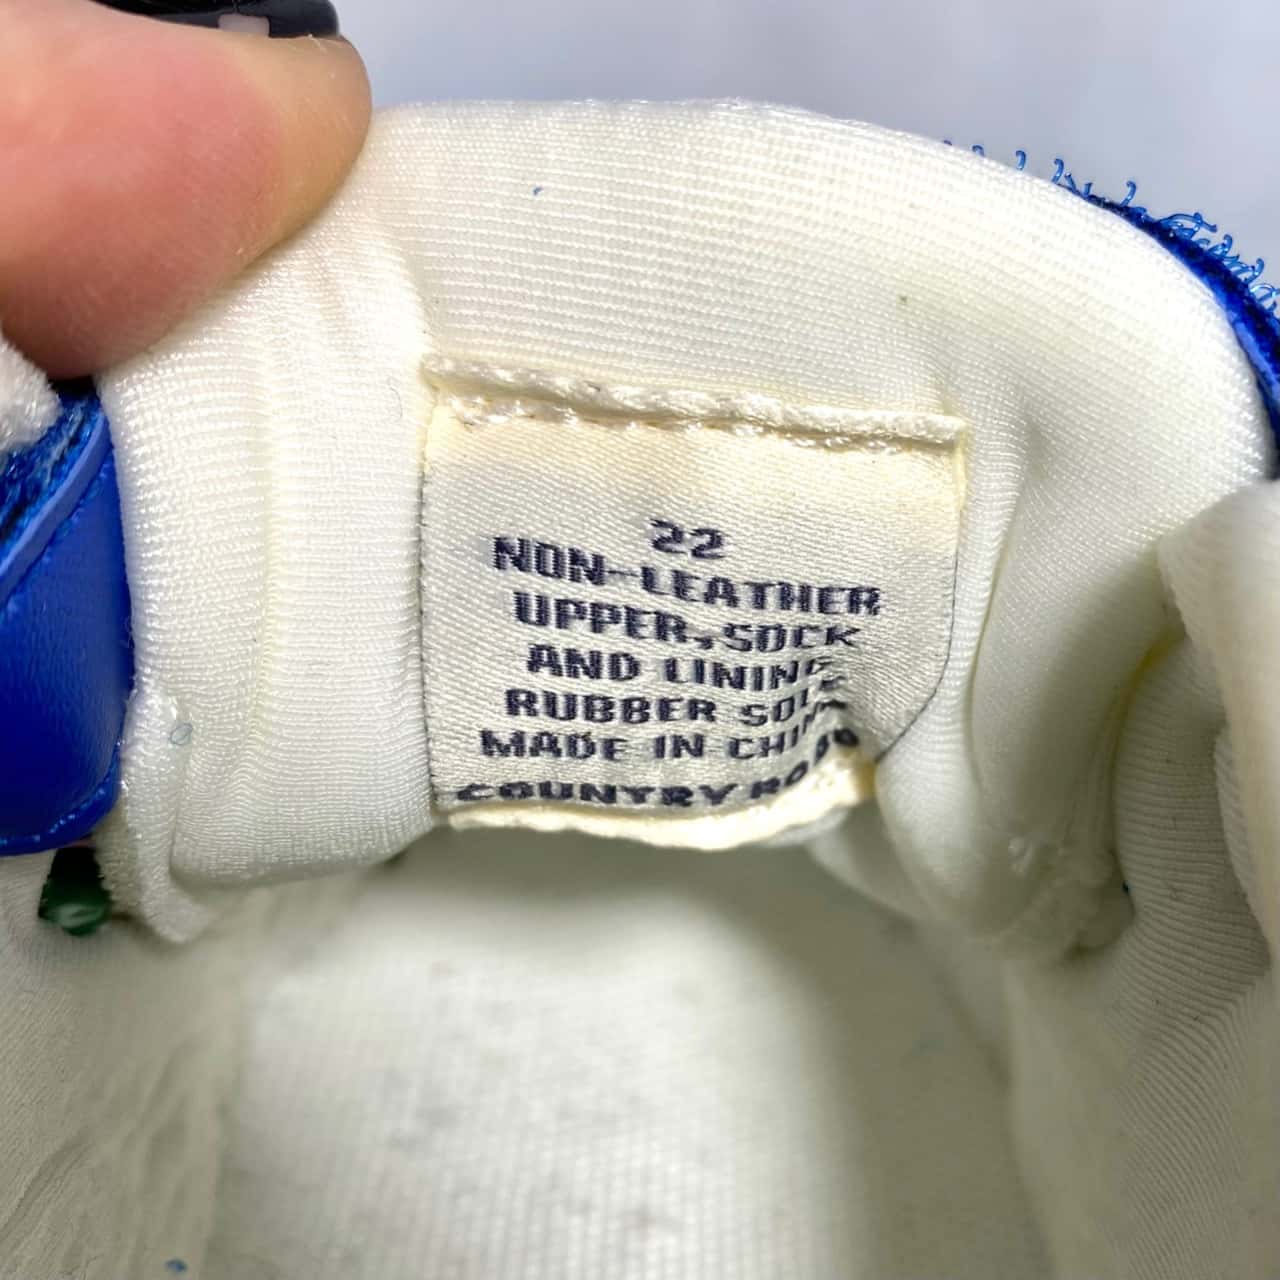 22
NON-LEATHER
UPPER,SOCK
AND LINING
RUBBER SOLE
MADE IN CHINA
COUNTRY ROAD